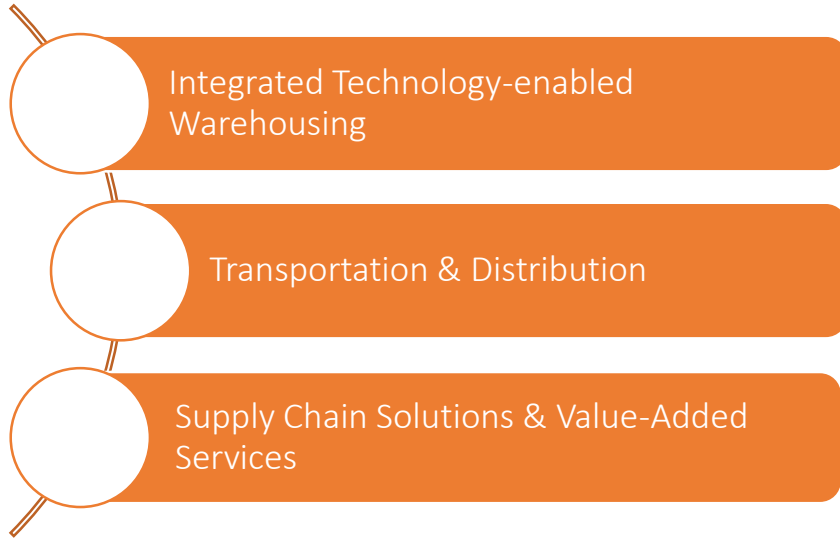 Integrated Technology-enabled
Warehousing
Transportation & Distribution
Supply Chain Solutions & Value-Added
Services